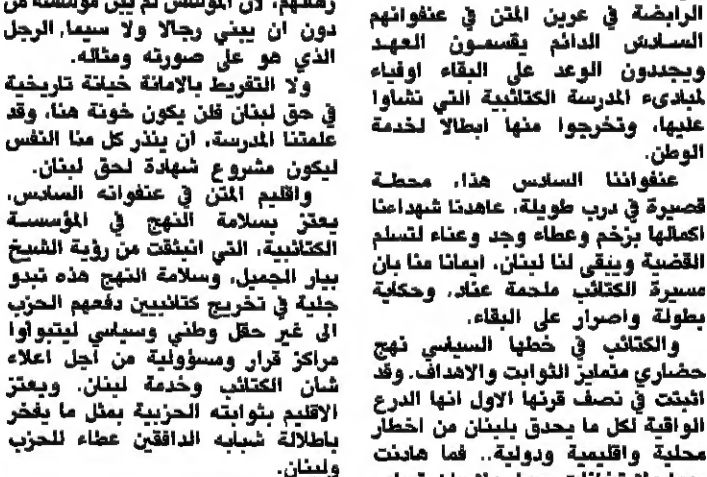 الرابضة في عرين المتن في عنفوانهم
السادس الدائم يقسمون العهد
ويجددون الوعد على البقاء اوفياء
لمبادىء المدرسة الكتائبية التي نشأوا
عليها، وتخرجوا منها ابطالا لخدمة
الوطن.
عنفواننا السادس هذا، محطة
قصيرة في درب طويلة، عاهدنا شهداءنا
اكمالها بزخم وعطاء وجد وعناء لتسلم
القضية ويبقى لنا لبنان، ايمانا منا بان
مسيرة الكتائب ملحمة عناد، وحكاية
بطولة واصرار على البقاء.
والكتائب في خطها السياسي نهج
حضاري متمايز الثوابت والاهداف. وقد
اثبتت في نصف قرنها الاول انها الدرع
الواقية لكل ما يحدق بلبنان من اخطار
محلية واقليمية ودولية.. فما هادنت
لان المؤسس لم يبن مؤسسة من
دون ان يبني رجالا ولا سيما، الرجل
الذي هو على صورته ومثاله.
ولا التفريط بالامانة خيانة تاريخية
في حق لبنان فلن يكون خونة هنا، وقد
علمتنا المدرسة، ان ينذر كل منا النفس
ليكون مشروع شهادة لحق لبنان.
واقليم المتن في عنفوانه السادس،
يعتز بسلامة النهج في المؤسسة
الكتائبية، التي انبثقت من رؤية الشيخ
بيار الجميل، وسلامة النهج هذه تبدو
جلية في تخريج كتائبيين دفعهم الحزب
الى غير حقل وطني وسياسي ليتبوأوا
مراكز قرار ومسؤولية من اجل اعلاء
شأن الكتائب وخدمة لبنان. ويعتز
الاقليم بثوابته الحزبية بمثل ما يفخر
باطلالة شبابه الدافقين عطاء للحزب
ولبنان.